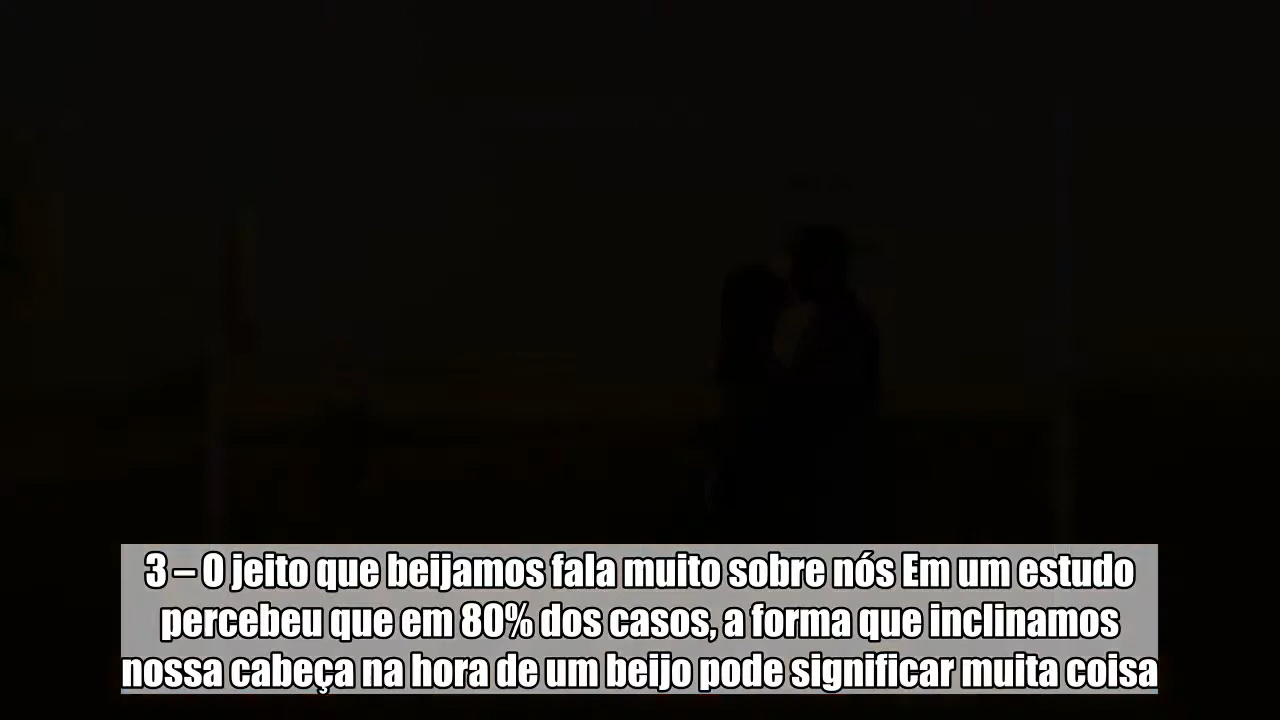 3 – O jeito que beijamos fala muito sobre nós Em um estudo
percebeu que em 80% dos casos, a forma que inclinamos
nossa cabeça na hora de um beijo pode significar muita coisa